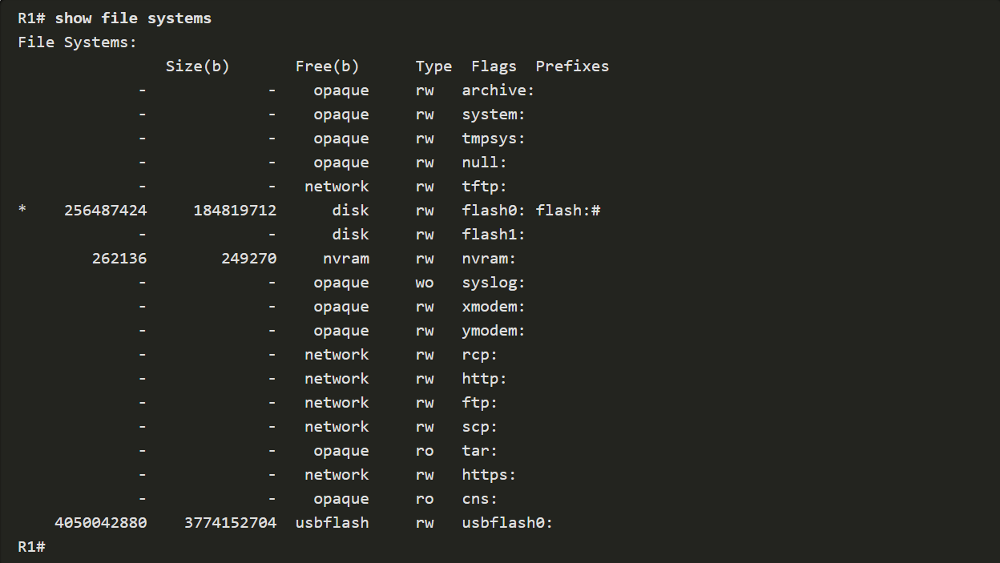 R1# show file systems
File Systems:
Size(b) Free(b) Type Flags Prefixes
- - opaque rw archive:
- - opaque rw system:
- - opaque rw tmpsys:
- - opaque rw null:
- - network rw tftp:
* 256487424 184819712 disk rw flash0: flash:#
- - disk rw flash1:
262136 249270 nvram rw nvram:
- - opaque wo syslog:
- - opaque rw xmodem:
- - opaque rw ymodem:
- - network rw rcp:
- - network rw http:
- - network rw ftp:
- - network rw scp:
- - opaque ro tar:
- - network rw https:
- - opaque ro cns:
4050042880 3774152704 usbflash rw usbflash0:
R1#